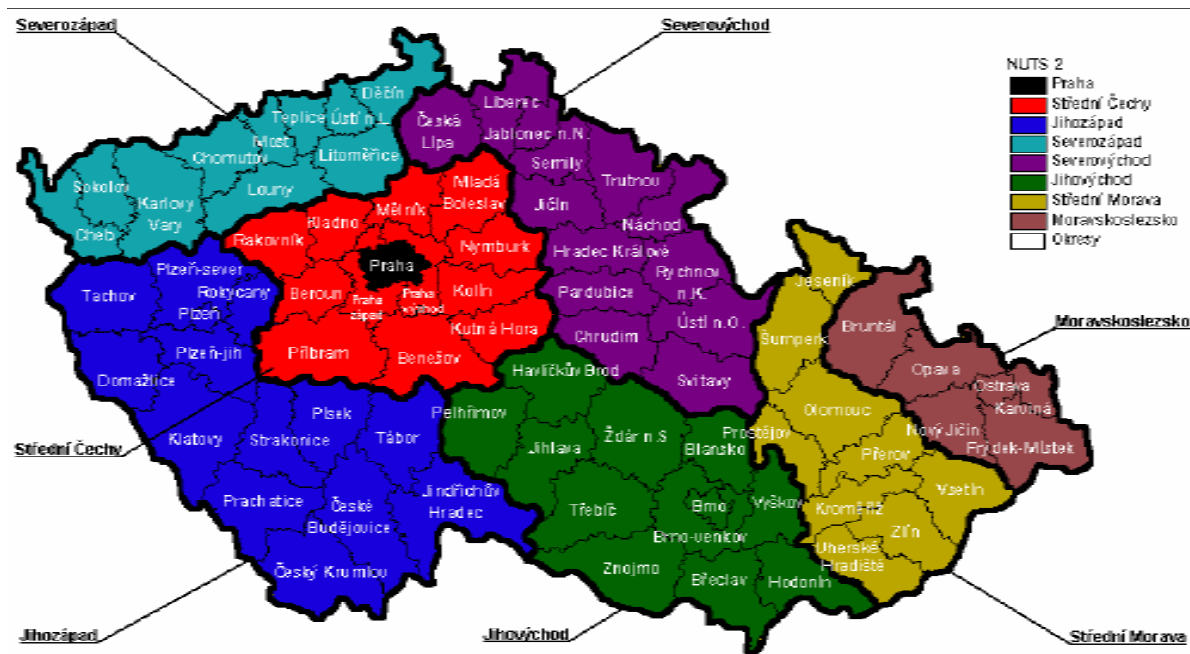 Severozápad
Severovýchod
NUTS 2
Praha
Střední Čechy
Jihozápad
Severozápad
Severovýchod
Jihovýchod
Střední Morava
Moravskoslezsko
Okresy
Děčín
Ústí n.L.
Teplice
Most
Chomutov
Litoměřice
Louny
Sokolov
Karlovy
Vary
Cheb
Česká
Lípa
Liberec
Jablonec n.N.
Semily
Trutnov
Jičín
Náchod
Hradec Králové
Rychnov
n.K.
Pardubice
Ústí n.O.
Chrudim
Svitavy
Mladá
Boleslav
Mělník
Kladno
Rakovník
Nymburk
Praha
Beroun
Praha
západ
Praha
východ
Kolín
Kutná Hora
Příbram
Benešov
Plzeň-sever
Tachov
Rokycany
Plzeň
Plzeň-jih
Domažlice
Klatovy
Písek
Strakonice
Tábor
Prachatice
České
Budějovice
Jindřichův
Hradec
Český Krumlov
Havlíčkův Brod
Pelhřimov
Jihlava
Ždár n.S
Blansko
Třebíč
Brno
Vyškov
Brno-venkov
Znojmo
Břeclav
Hodonín
Jeseník
Šumperk
Olomouc
Prostějov
Přerov
Kroměříž
Vsetín
Zlín
Uherské
Hradiště
Bruntál
Opava
Ostrava
Karviná
Nový Jičín
Frýdek-Místek
Moravskoslezsko
Střední Čechy
Jihozápad
Jihovýchod
Střední Morava